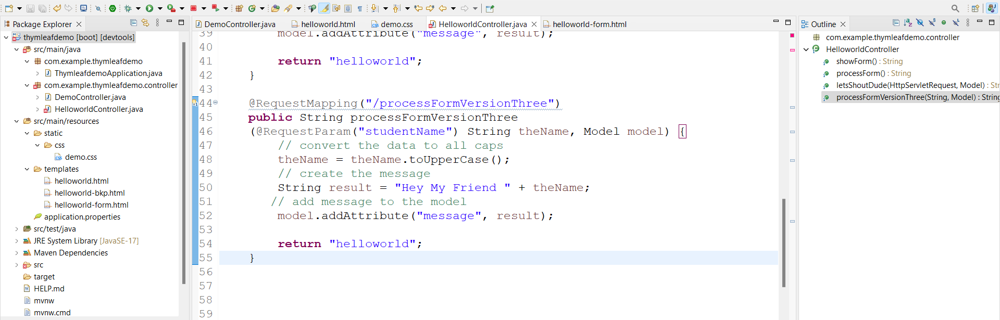 Package Explorer
thymleafdemo [boot] [devtools]
src/main/java
com.example.thymleafdemo
ThymleafdemoApplication.java
com.example.thymleafdemo.controller
DemoController.java
HelloworldController.java
src/main/resources
static
css
demo.css
templates
helloworld.html
helloworld-bkp.html
helloworld-form.html
application.properties
src/test/java
JRE System Library [JavaSE-17]
Maven Dependencies
src
target
HELP.md
mvnw
mvnw.cmd
DemoController.java helloworld.html demo.css HelloworldController.java helloworld-form.html
39 model.addAttribute("message", result);
40
41 return "helloworld";
42 }
43
44 @RequestMapping("/processFormVersionThree")
45 public String processFormVersionThree
46 (@RequestParam("studentName") String theName, Model model) {
47 // convert the data to all caps
48 theName = theName.toUpperCase();
49 // create the message
50 String result = "Hey My Friend " + theName;
51 // add message to the model
52 model.addAttribute("message", result);
53
54 return "helloworld";
55 }
56
57
58
59
Outline
com.example.thymleafdemo.controller
HelloworldController
showForm() : String
processForm() : String
letsShoutDude(HttpServletRequest, Model) : Str
processFormVersionThree(String, Model) : String